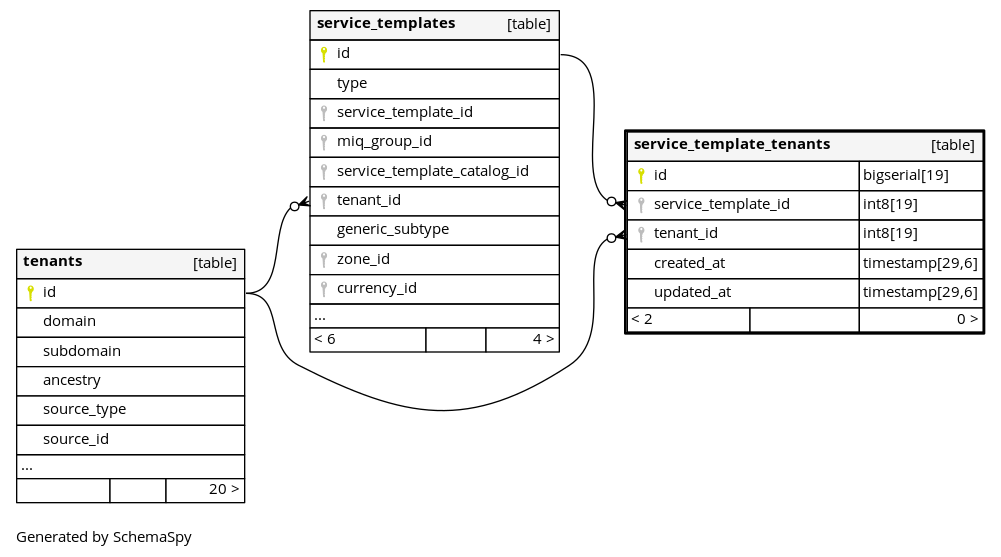 service_templates [table]
id
type
service_template_id
miq_group_id
service_template_catalog_id
tenant_id
generic_subtype
zone_id
currency_id
...
< 6 4 >
service_template_tenants [table]
id bigserial[19]
service_template_id int8[19]
tenant_id int8[19]
created_at timestamp[29,6]
updated_at timestamp[29,6]
< 2 0 >
tenants [table]
id
domain
subdomain
ancestry
source_type
source_id
...
20 >
Generated by SchemaSpy